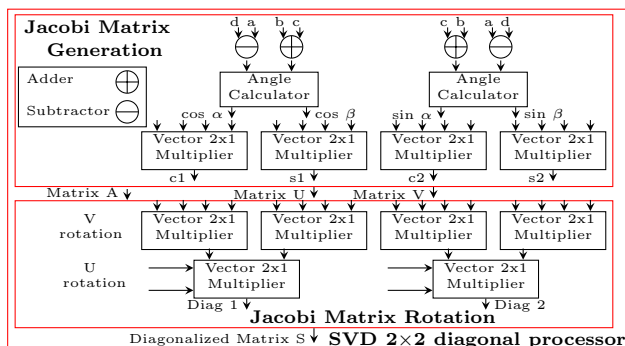 d a b c c b a d
Jacobi Matrix
Generation
Adder
Subtractor
Angle
Calculator
Angle
Calculator
cos α cos β sin α sin β
Vector 2x1
Multiplier
Vector 2x1
Multiplier
Vector 2x1
Multiplier
Vector 2x1
Multiplier
c1 s1 c2 s2
Matrix A Matrix U Matrix V
V
rotation
Vector 2x1
Multiplier
Vector 2x1
Multiplier
Vector 2x1
Multiplier
Vector 2x1
Multiplier
U
rotation
Vector 2x1
Multiplier
Vector 2x1
Multiplier
Diag 1 Diag 2
Jacobi Matrix Rotation
Diagonalized Matrix S SVD 2×2 diagonal processor